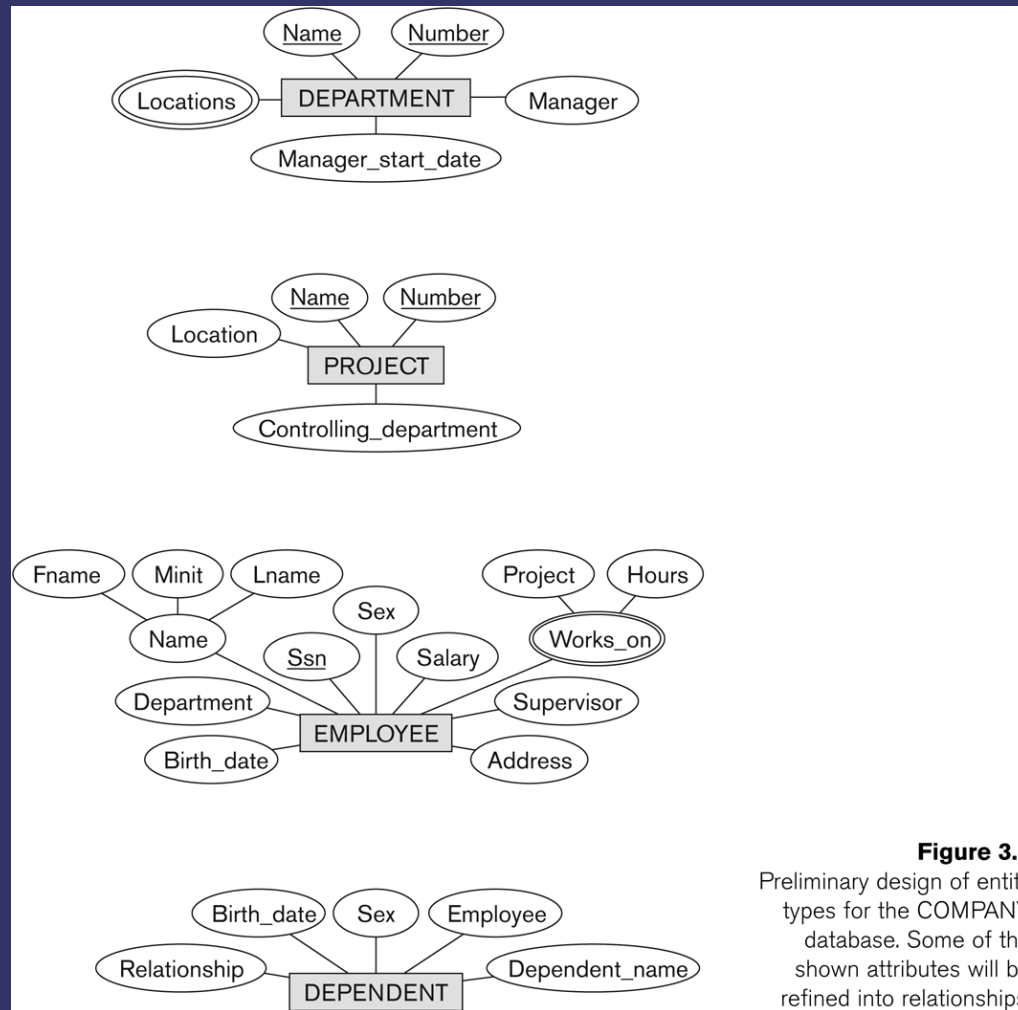 Name Number
Locations DEPARTMENT Manager
Manager_start_date
Name Number
Location
PROJECT
Controlling_department
Fname Minit Lname Project Hours
Sex
Name Works_on
Ssn Salary
Department Supervisor
EMPLOYEE
Birth_date Address
Figure 3.
Preliminary design of entit
types for the COMPANY
database. Some of th
shown attributes will b
refined into relationships
Birth_date Sex Employee
Relationship Dependent_name
DEPENDENT